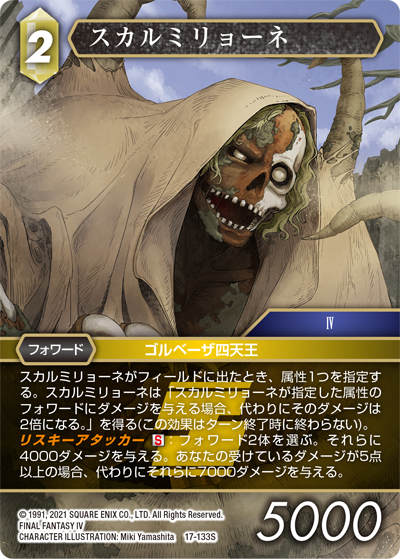 2
スカルミリョーネ
IV
フォワード
ゴルベーザ四天王
スカルミリョーネがフィールドに出たとき、属性1つを指定す
る。スカルミリョーネは「スカルミリョーネが指定した属性の
フォワードにダメージを与える場合、代わりにそのダメージは
2倍になる。」を得る(この効果はターン終了時に終わらない)。
リスキーアタッカー S:フォワード2体を選ぶ。それらに
4000ダメージを与える。あなたの受けているダメージが5点
以上の場合、代わりにそれらに7000ダメージを与える。
© 1991, 2021 SQUARE ENIX CO., LTD. All Rights Reserved.
FINAL FANTASY IV
CHARACTER ILLUSTRATION: Miki Yamashita 17-133S
5000